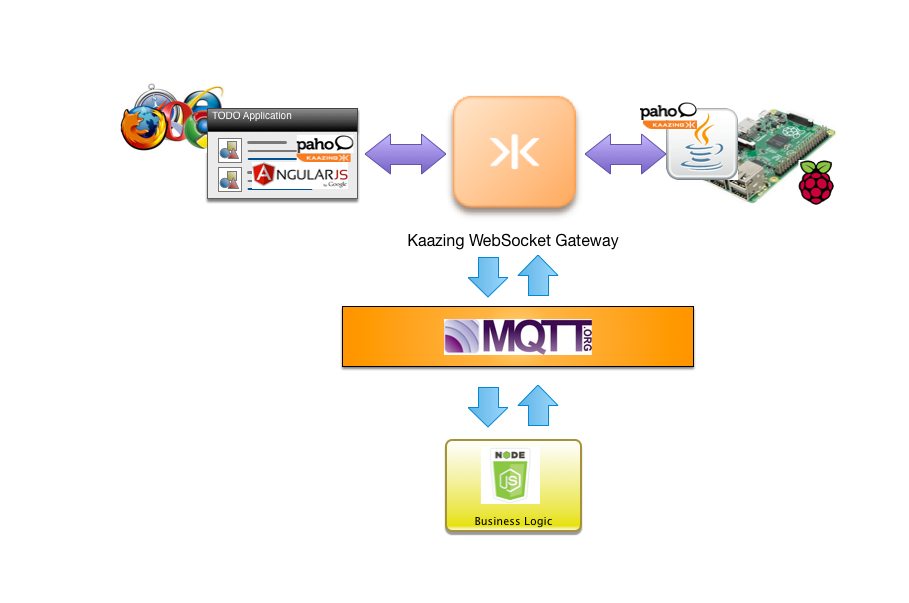 TODO Application
paho
KAAZING
ANGULARJS
by Google
paho
KAAZING
Kaazing WebSocket Gateway
MQTT.ORG
NODE
JS
Business Logic